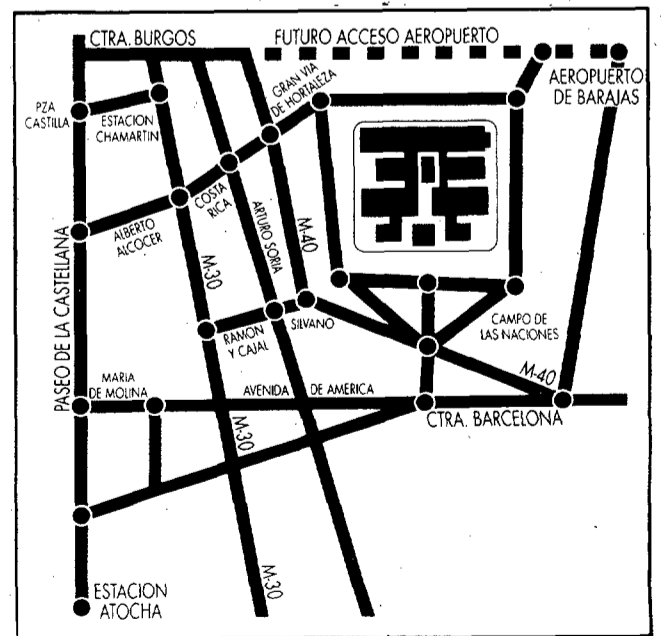 CTRA. BURGOS
FUTURO ACCESO AEROPUERTO
AEROPUERTO
DE BARAJAS
GRAN VIA
DE HORTALEZA
PZA
CASTILLA
ESTACION
CHAMARTIN
COSTA
RICA
ALBERTO
ALCOCER
ARTURO SORIA
M-40
M-30
PASEO DE LA CASTELLANA
RAMON
Y CAJAL
SILVANO
CAMPO DE
LAS NACIONES
MARIA
DE MOLINA
AVENIDA DE AMERICA
M-40
CTRA. BARCELONA
M-30
M-30
ESTACION
ATOCHA